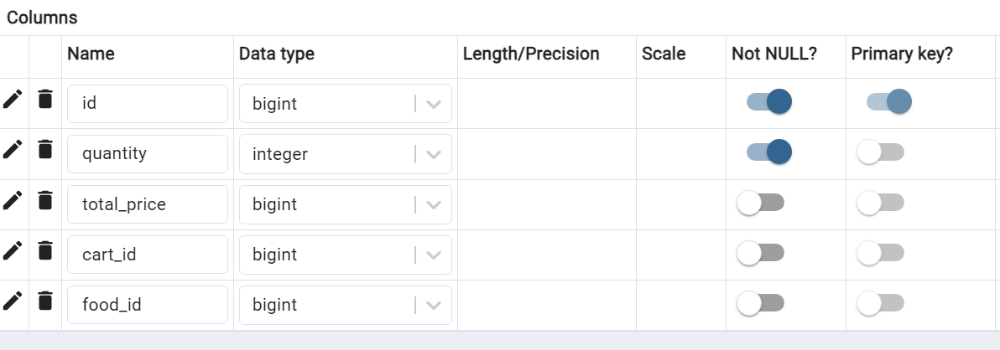 Columns
Name Data type Length/Precision Scale Not NULL? Primary key?
id bigint
quantity integer
total_price bigint
cart_id bigint
food_id bigint